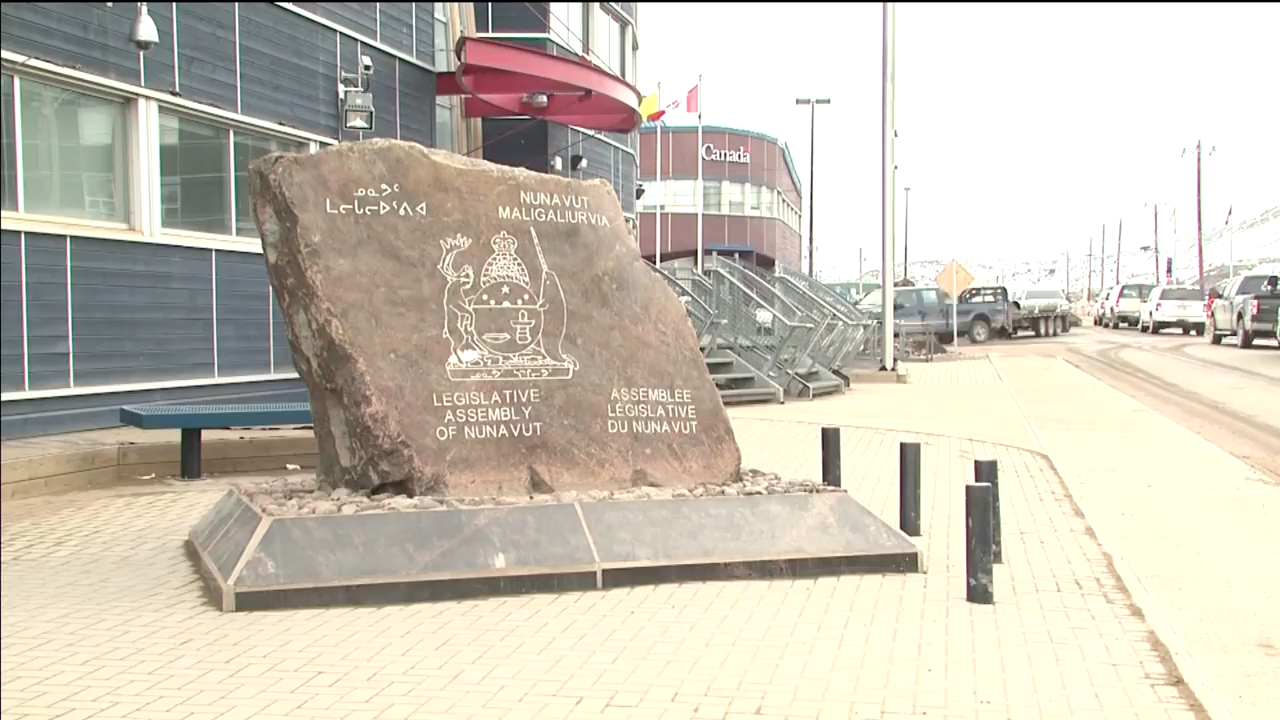 ᓄᓇᕗᑦ
ᒪᓕᒐᓕᐅᕐᕕᐊ
NUNAVUT
MALIGALIURVIA
LEGISLATIVE
ASSEMBLY
OF NUNAVUT
ASSEMBLÉE
LÉGISLATIVE
DU NUNAVUT
Canada